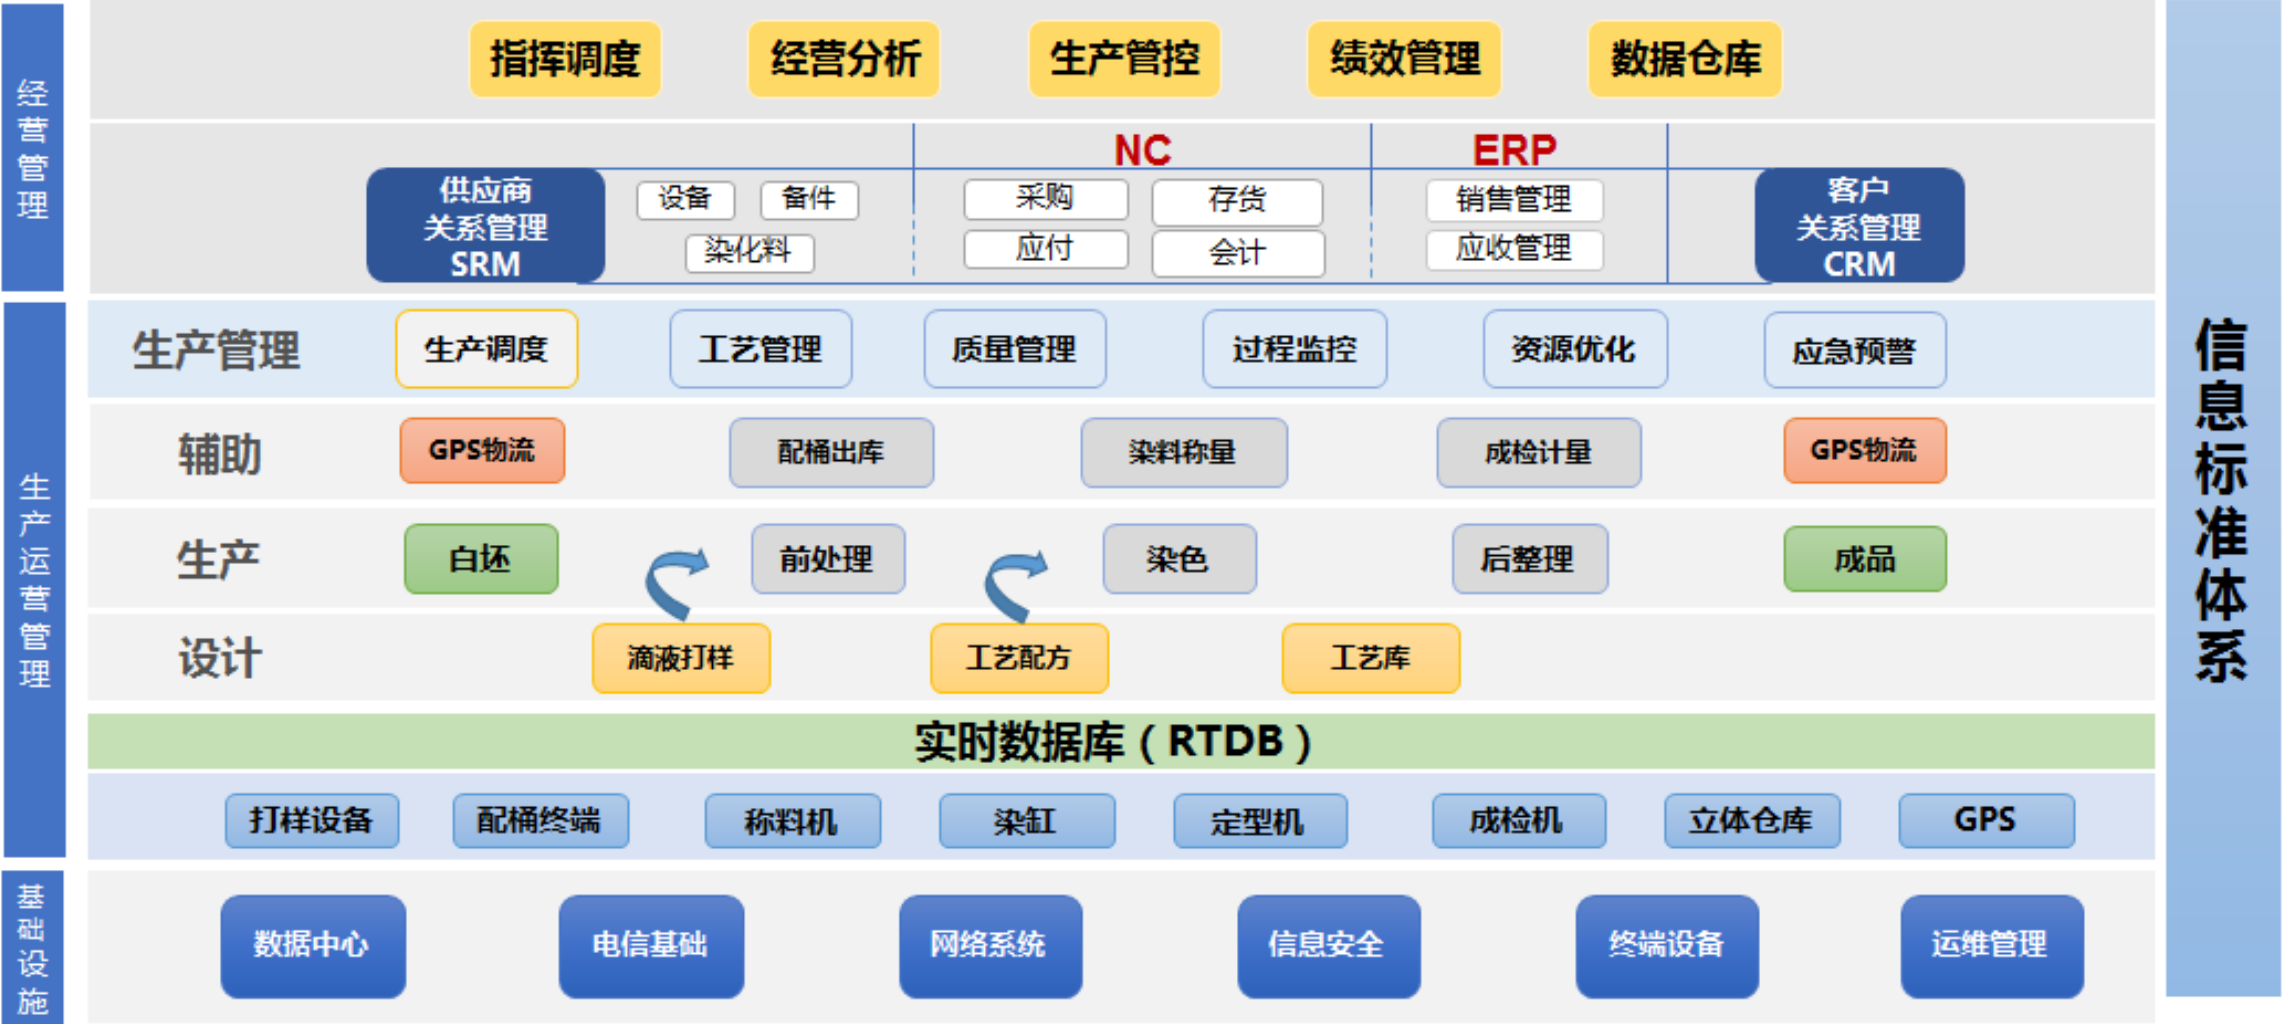 经营管理
指挥调度
经营分析
生产管控
绩效管理
数据仓库
NC
ERP
供应商
关系管理
SRM
设备
备件
染化料
采购
存货
应付
会计
销售管理
应收管理
客户
关系管理
CRM
生产运营管理
生产管理
生产调度
工艺管理
质量管理
过程监控
资源优化
应急预警
辅助
GPS物流
配桶出库
染料称量
成检计量
GPS物流
生产
白坯
前处理
染色
后整理
成品
设计
滴液打样
工艺配方
工艺库
实时数据库（RTDB）
打样设备
配桶终端
称料机
染缸
定型机
成检机
立体仓库
GPS
基础设施
数据中心
电信基础
网络系统
信息安全
终端设备
运维管理
信息标准体系